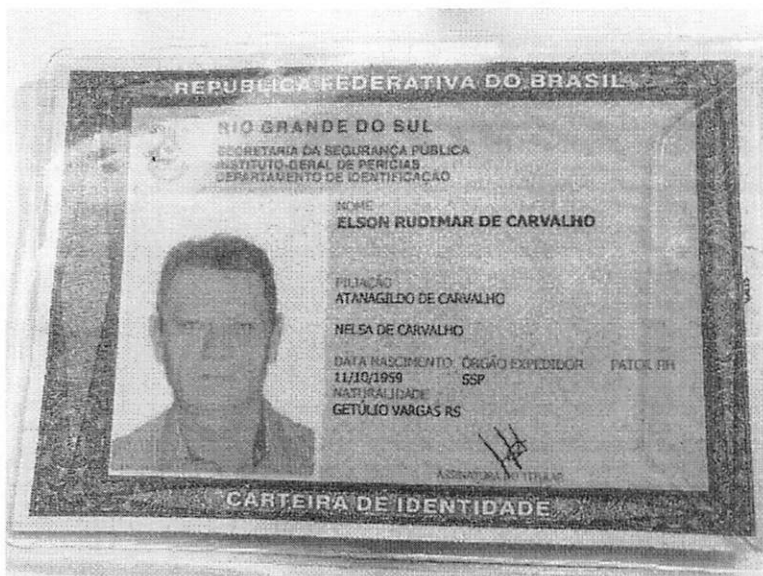 REPUBLICA FEDERATIVA DO BRASIL
RIO GRANDE DO SUL
SECRETARIA DA SEGURANÇA PÚBLICA
INSTITUTO-GERAL DE PERÍCIAS
DEPARTAMENTO DE IDENTIFICAÇÃO
NOME
ELSON RUDIMAR DE CARVALHO
FILIAÇÃO
ATANAGILDO DE CARVALHO
NELSA DE CARVALHO
DATA NASCIMENTO ÓRGÃO EXPEDIDOR FATOR RH
11/10/1959 SSP
NATURALIDADE
GETÚLIO VARGAS RS
ASSINATURA DO TITULAR
CARTEIRA DE IDENTIDADE